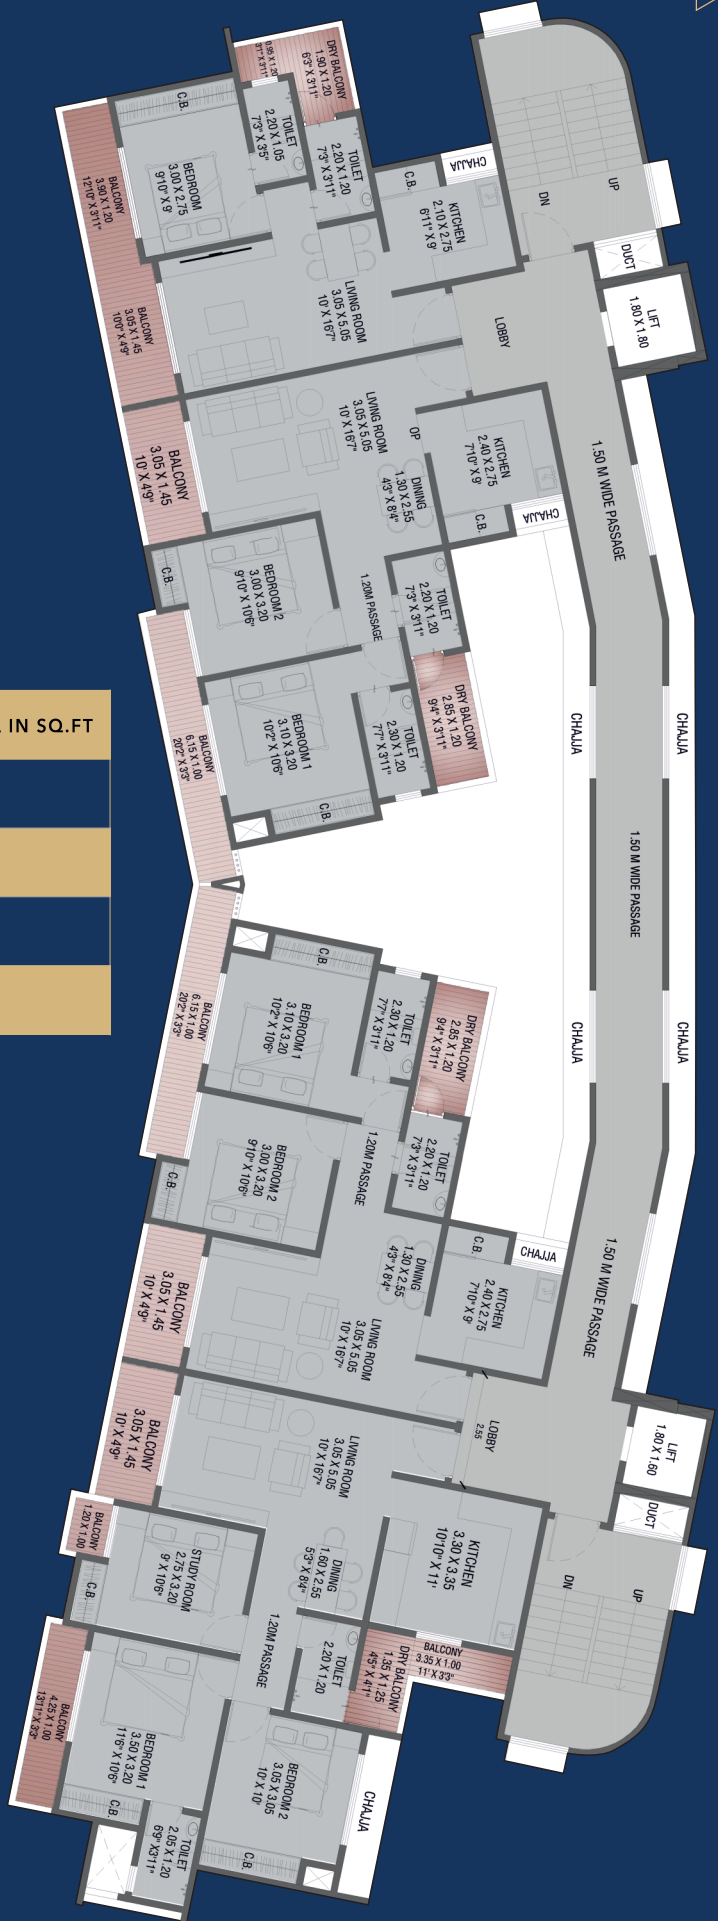 DRY BALCONY
1.90 X 1.20
6'3" X 3'11"
0.95 X 1.20
3'1" X 3'11"
TOILET
2.20 X 1.05
7'3" X 3'5"
TOILET
2.20 X 1.20
7'3" X 3'11"
C.B.
C.B.
CHAJJA
UP
DN
DUCT
LIFT
1.80 X 1.80
KITCHEN
2.10 X 2.75
6'11" X 9'
BEDROOM
3.00 X 2.75
9'10" X 9'
BALCONY
3.90 X 1.20
12'10" X 3'11"
BALCONY
3.05 X 1.45
10'0" X 4'9"
LIVING ROOM
3.05 X 5.05
10' X 16'7"
LOBBY
LIVING ROOM
3.05 X 5.05
10' X 16'7"
OP
KITCHEN
2.40 X 2.75
7'10" X 9'
1.50 M WIDE PASSAGE
BALCONY
3.05 X 1.45
10' X 4'9"
DINING
1.30 X 2.55
4'3" X 8'4"
C.B.
CHAJJA
C.B.
BEDROOM 2
3.00 X 3.20
9'10" X 10'6"
1.20M PASSAGE
TOILET
2.20 X 1.20
7'3" X 3'11"
DRY BALCONY
2.85 X 1.20
9'4" X 3'11"
TOILET
2.30 X 1.20
7'7" X 3'11"
BEDROOM 1
3.10 X 3.20
10'2" X 10'6"
BALCONY
6.15 X 1.00
20'2" X 3'3"
C.B.
CHAJJA
CHAJJA
IN SQ.FT
1.50 M WIDE PASSAGE
C.B.
BALCONY
6.15 X 1.00
20'2" X 3'3"
BEDROOM 1
3.10 X 3.20
10'2" X 10'6"
TOILET
2.30 X 1.20
7'7" X 3'11"
DRY BALCONY
2.85 X 1.20
9'4" X 3'11"
CHAJJA
CHAJJA
TOILET
2.20 X 1.20
7'3" X 3'11"
1.20M PASSAGE
BEDROOM 2
3.00 X 3.20
9'10" X 10'6"
C.B.
C.B.
CHAJJA
DINING
1.30 X 2.55
4'3" X 8'4"
KITCHEN
2.40 X 2.75
7'10" X 9'
1.50 M WIDE PASSAGE
BALCONY
3.05 X 1.45
10' X 4'9"
LIVING ROOM
3.05 X 5.05
10' X 16'7"
BALCONY
3.05 X 1.45
10' X 4'9"
LIVING ROOM
3.05 X 5.05
10' X 16'7"
LOBBY
2.55
LIFT
1.80 X 1.60
DUCT
KITCHEN
3.30 X 3.35
10'10" X 11'
BALCONY
1.20 X 1.00
STUDY ROOM
2.75 X 3.20
9' X 10'6"
DINING
1.60 X 2.55
5'3" X 8'4"
DN
UP
C.B.
1.20M PASSAGE
TOILET
2.20 X 1.20
DRY BALCONY
1.35 X 1.25
4'5" X 4'1"
BALCONY
3.35 X 1.00
11' X 3'3"
BALCONY
4.25 X 1.00
13'11" X 3'3"
BEDROOM 1
3.50 X 3.20
11'6" X 10'6"
BEDROOM 2
3.05 X 3.05
10' X 10'
CHAJJA
C.B.
TOILET
2.05 X 1.20
6'9" X 3'11"
C.B.